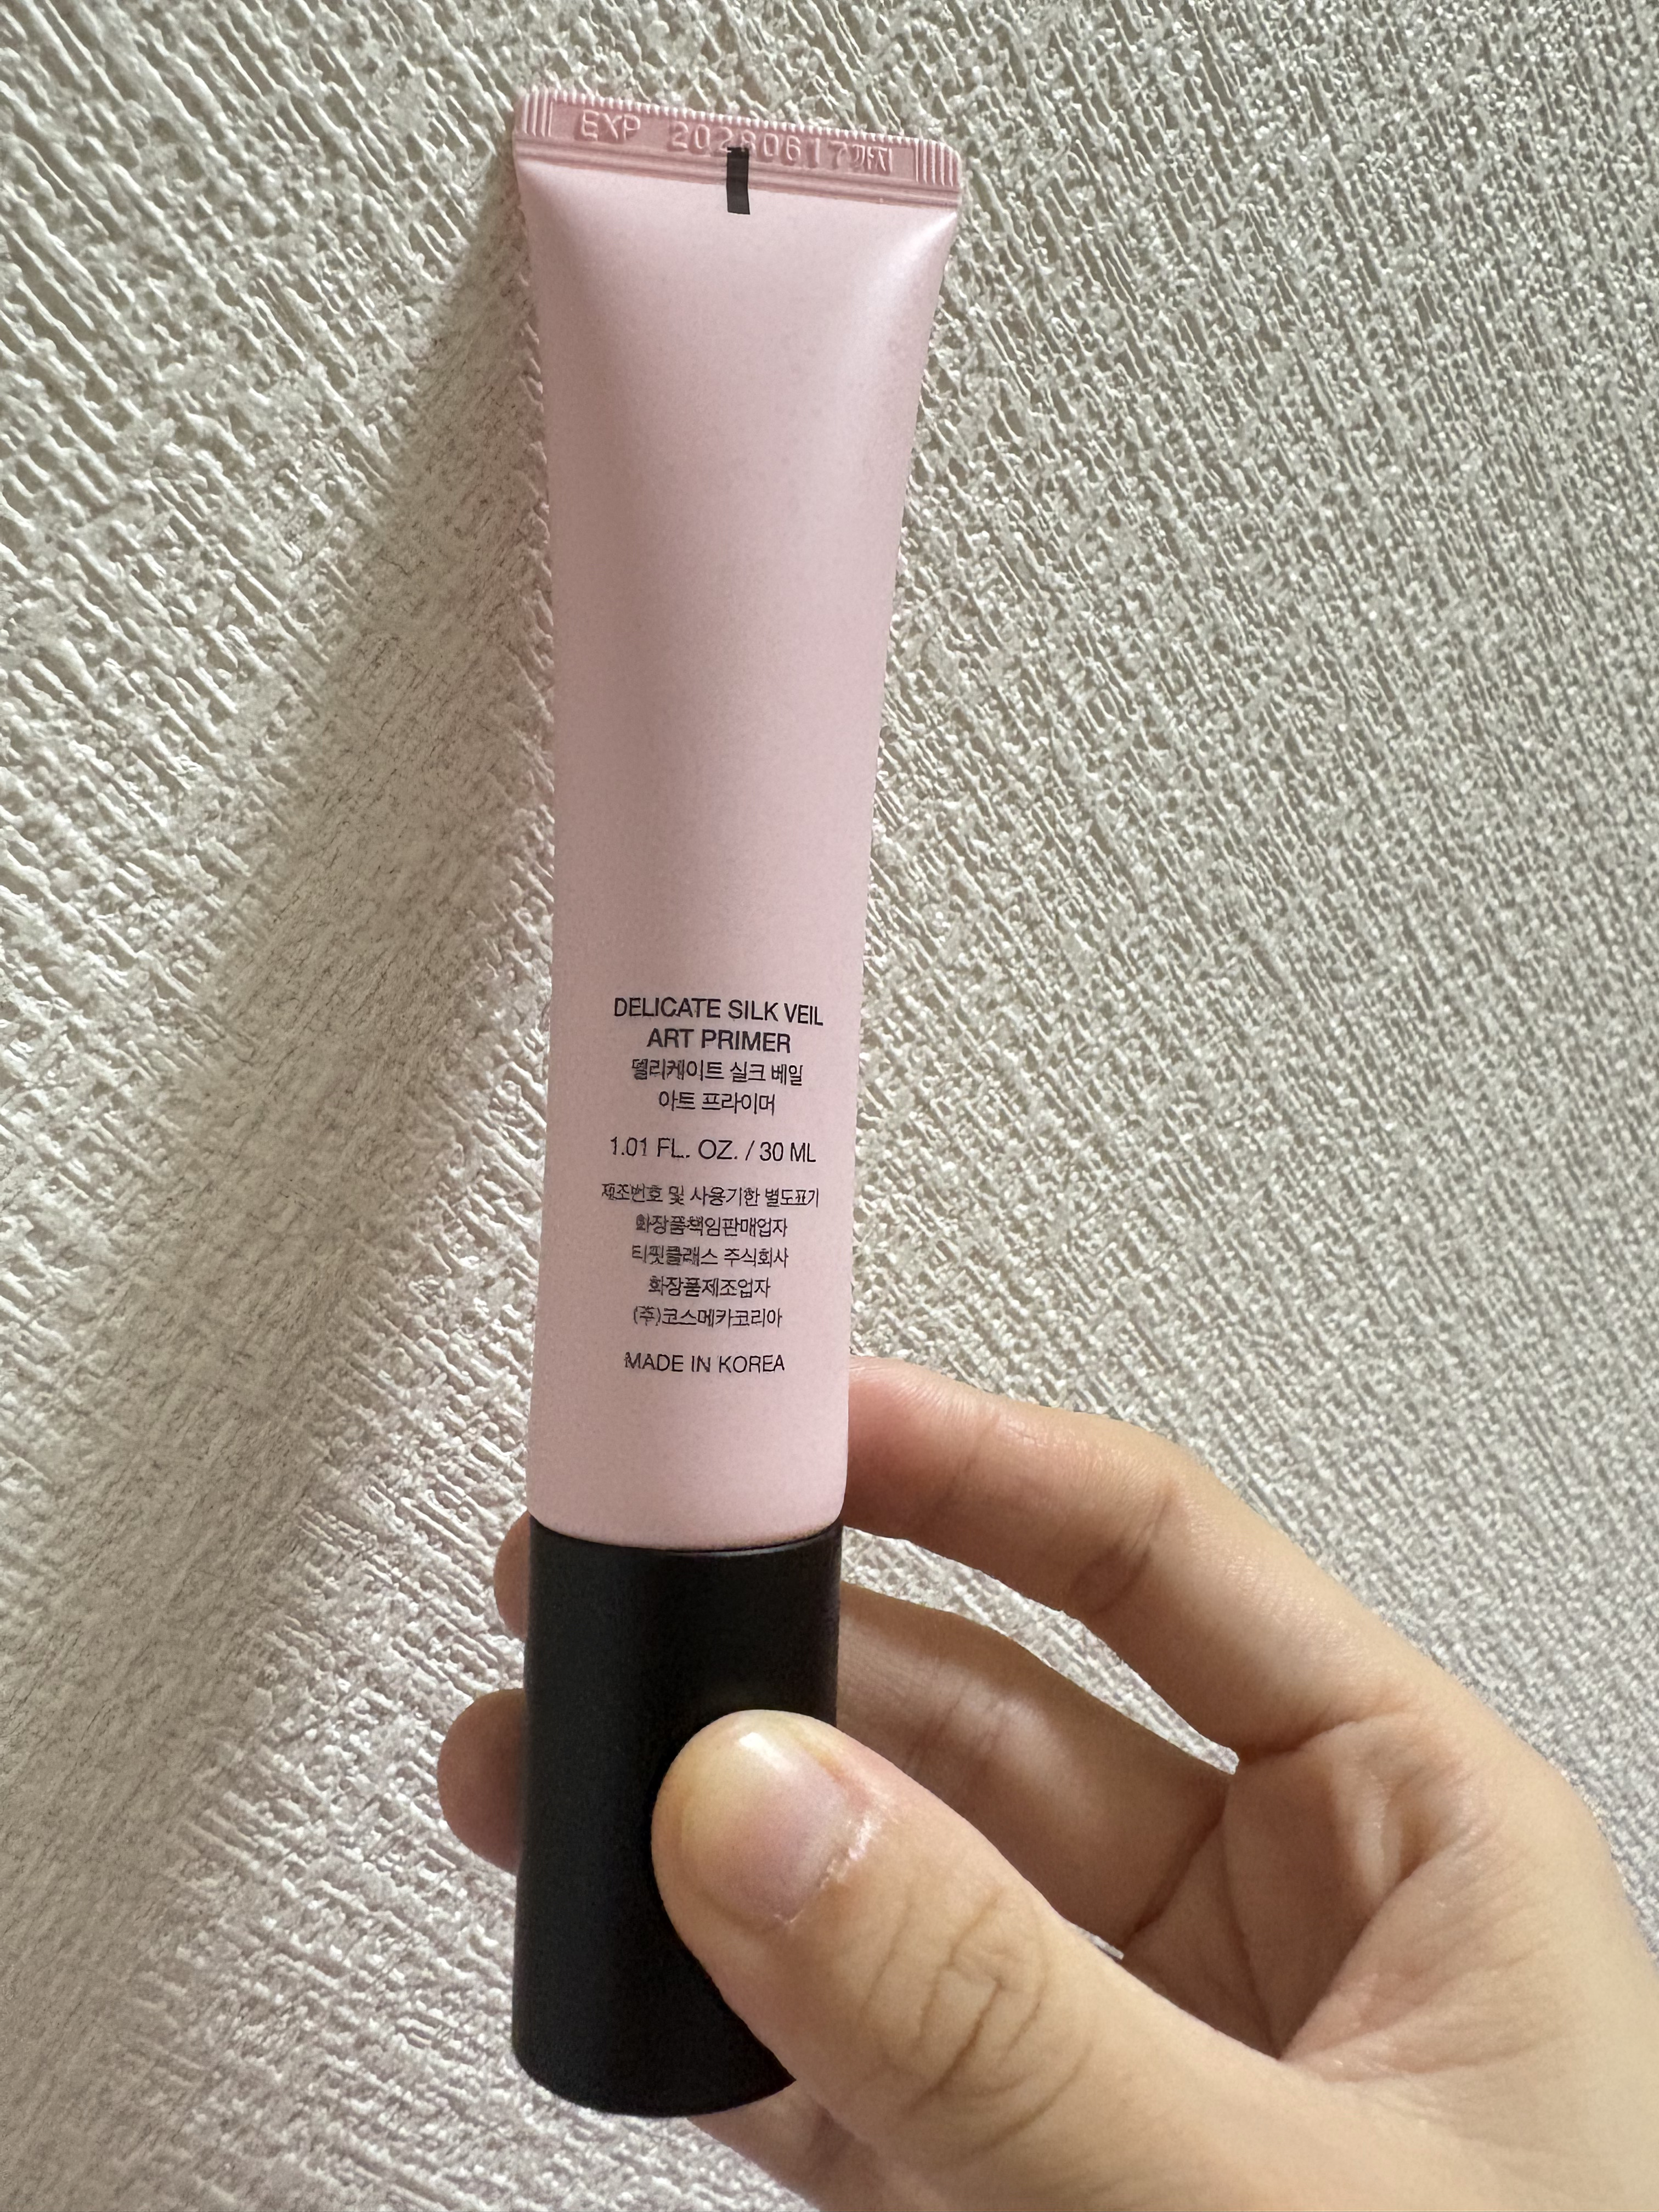 EXP 20280617까지
DELICATE SILK VEIL
ART PRIMER
델리케이트 실크 베일
아트 프라이머
1.01 FL. OZ. / 30 ML
제조번호 및 사용기한 별도표기
화장품책임판매업자
티핏클래스 주식회사
화장품제조업자
(주)코스메카코리아
MADE IN KOREA